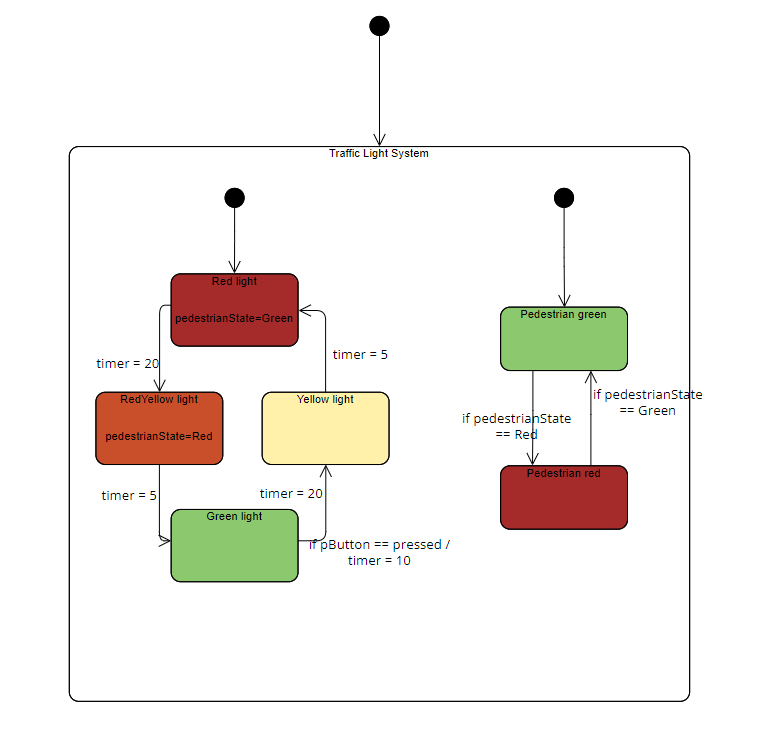 Traffic Light System
Red light
pedestrianState=Green
timer = 20
timer = 5
RedYellow light
pedestrianState=Red
Yellow light
timer = 5
timer = 20
Green light
if pButton == pressed /
timer = 10
Pedestrian green
if pedestrianState
== Green
if pedestrianState
== Red
Pedestrian red